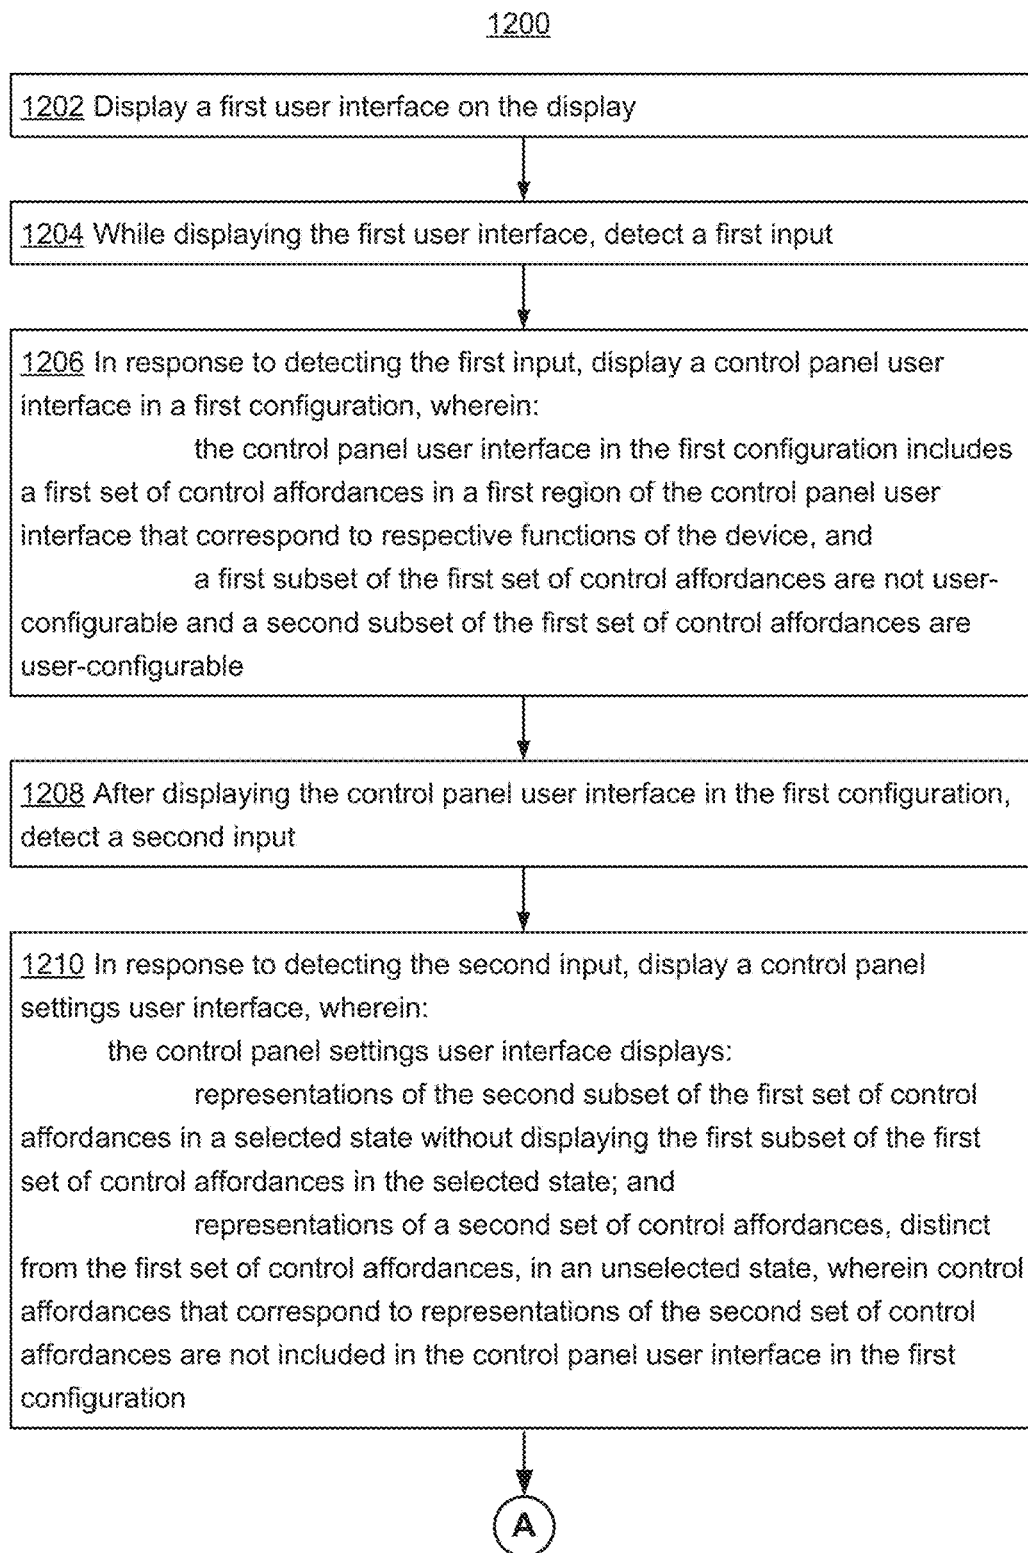 1200
1202 Display a first user interface on the display
1204 While displaying the first user interface, detect a first input
1206 In response to detecting the first input, display a control panel user
interface in a first configuration, wherein:
the control panel user interface in the first configuration includes
a first set of control affordances in a first region of the control panel user
interface that correspond to respective functions of the device, and
a first subset of the first set of control affordances are not user-
configurable and a second subset of the first set of control affordances are
user-configurable
1208 After displaying the control panel user interface in the first configuration,
detect a second input
1210 In response to detecting the second input, display a control panel
settings user interface, wherein:
the control panel settings user interface displays:
representations of the second subset of the first set of control
affordances in a selected state without displaying the first subset of the first
set of control affordances in the selected state; and
representations of a second set of control affordances, distinct
from the first set of control affordances, in an unselected state, wherein control
affordances that correspond to representations of the second set of control
affordances are not included in the control panel user interface in the first
configuration
A